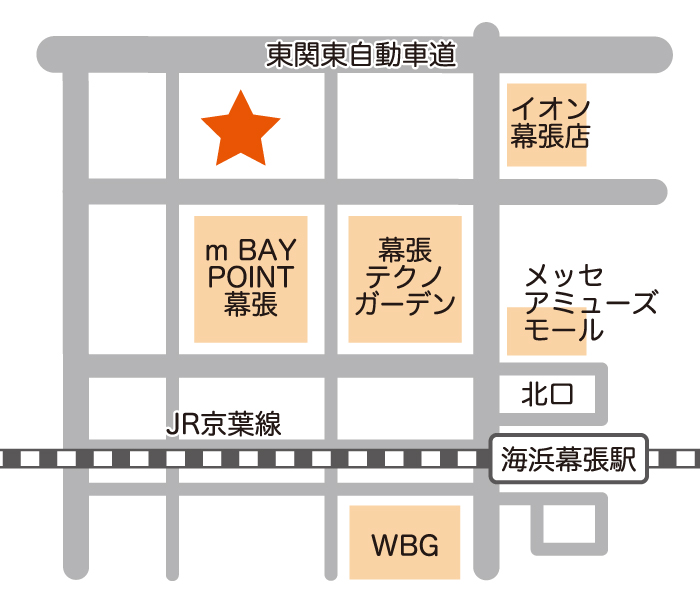 東関東自動車道
イオン
幕張店
m BAY
POINT
幕張
幕張
テクノ
ガーデン
メッセ
アミューズ
モール
北口
JR京葉線
海浜幕張駅
WBG